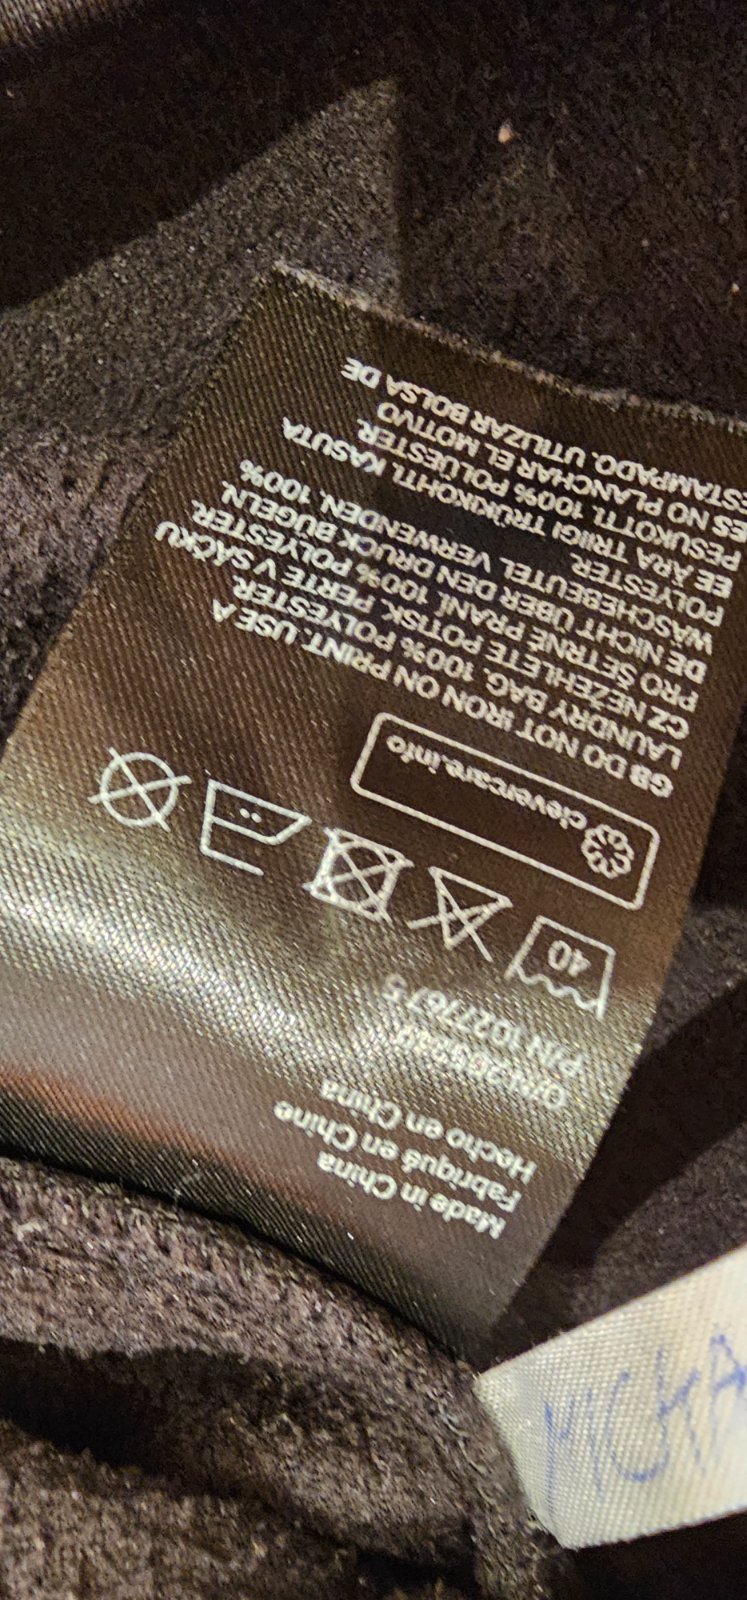 Made in China
Fabriqué en Chine
Hecho en China
P/N 1027767 5
40
clevercare.info
GB DO NOT IRON ON PRINT. USE A
LAUNDRY BAG. 100% POLYESTER.
CZ NEŽEHLETE POTISK. PERTE V SÁČKU
PRO ŠETRNÉ PRANÍ. 100% POLYESTER.
DE NICHT ÜBER DEN DRUCK BÜGELN.
WÄSCHEBEUTEL VERWENDEN. 100%
POLYESTER.
EE ÄRA TRIIGI TRÜKIKOHTI. KASUTA
PESUKOTTI. 100% POLÜESTER.
ES NO PLANCHAR EL MOTIVO
ESTAMPADO. UTILIZAR BOLSA DE